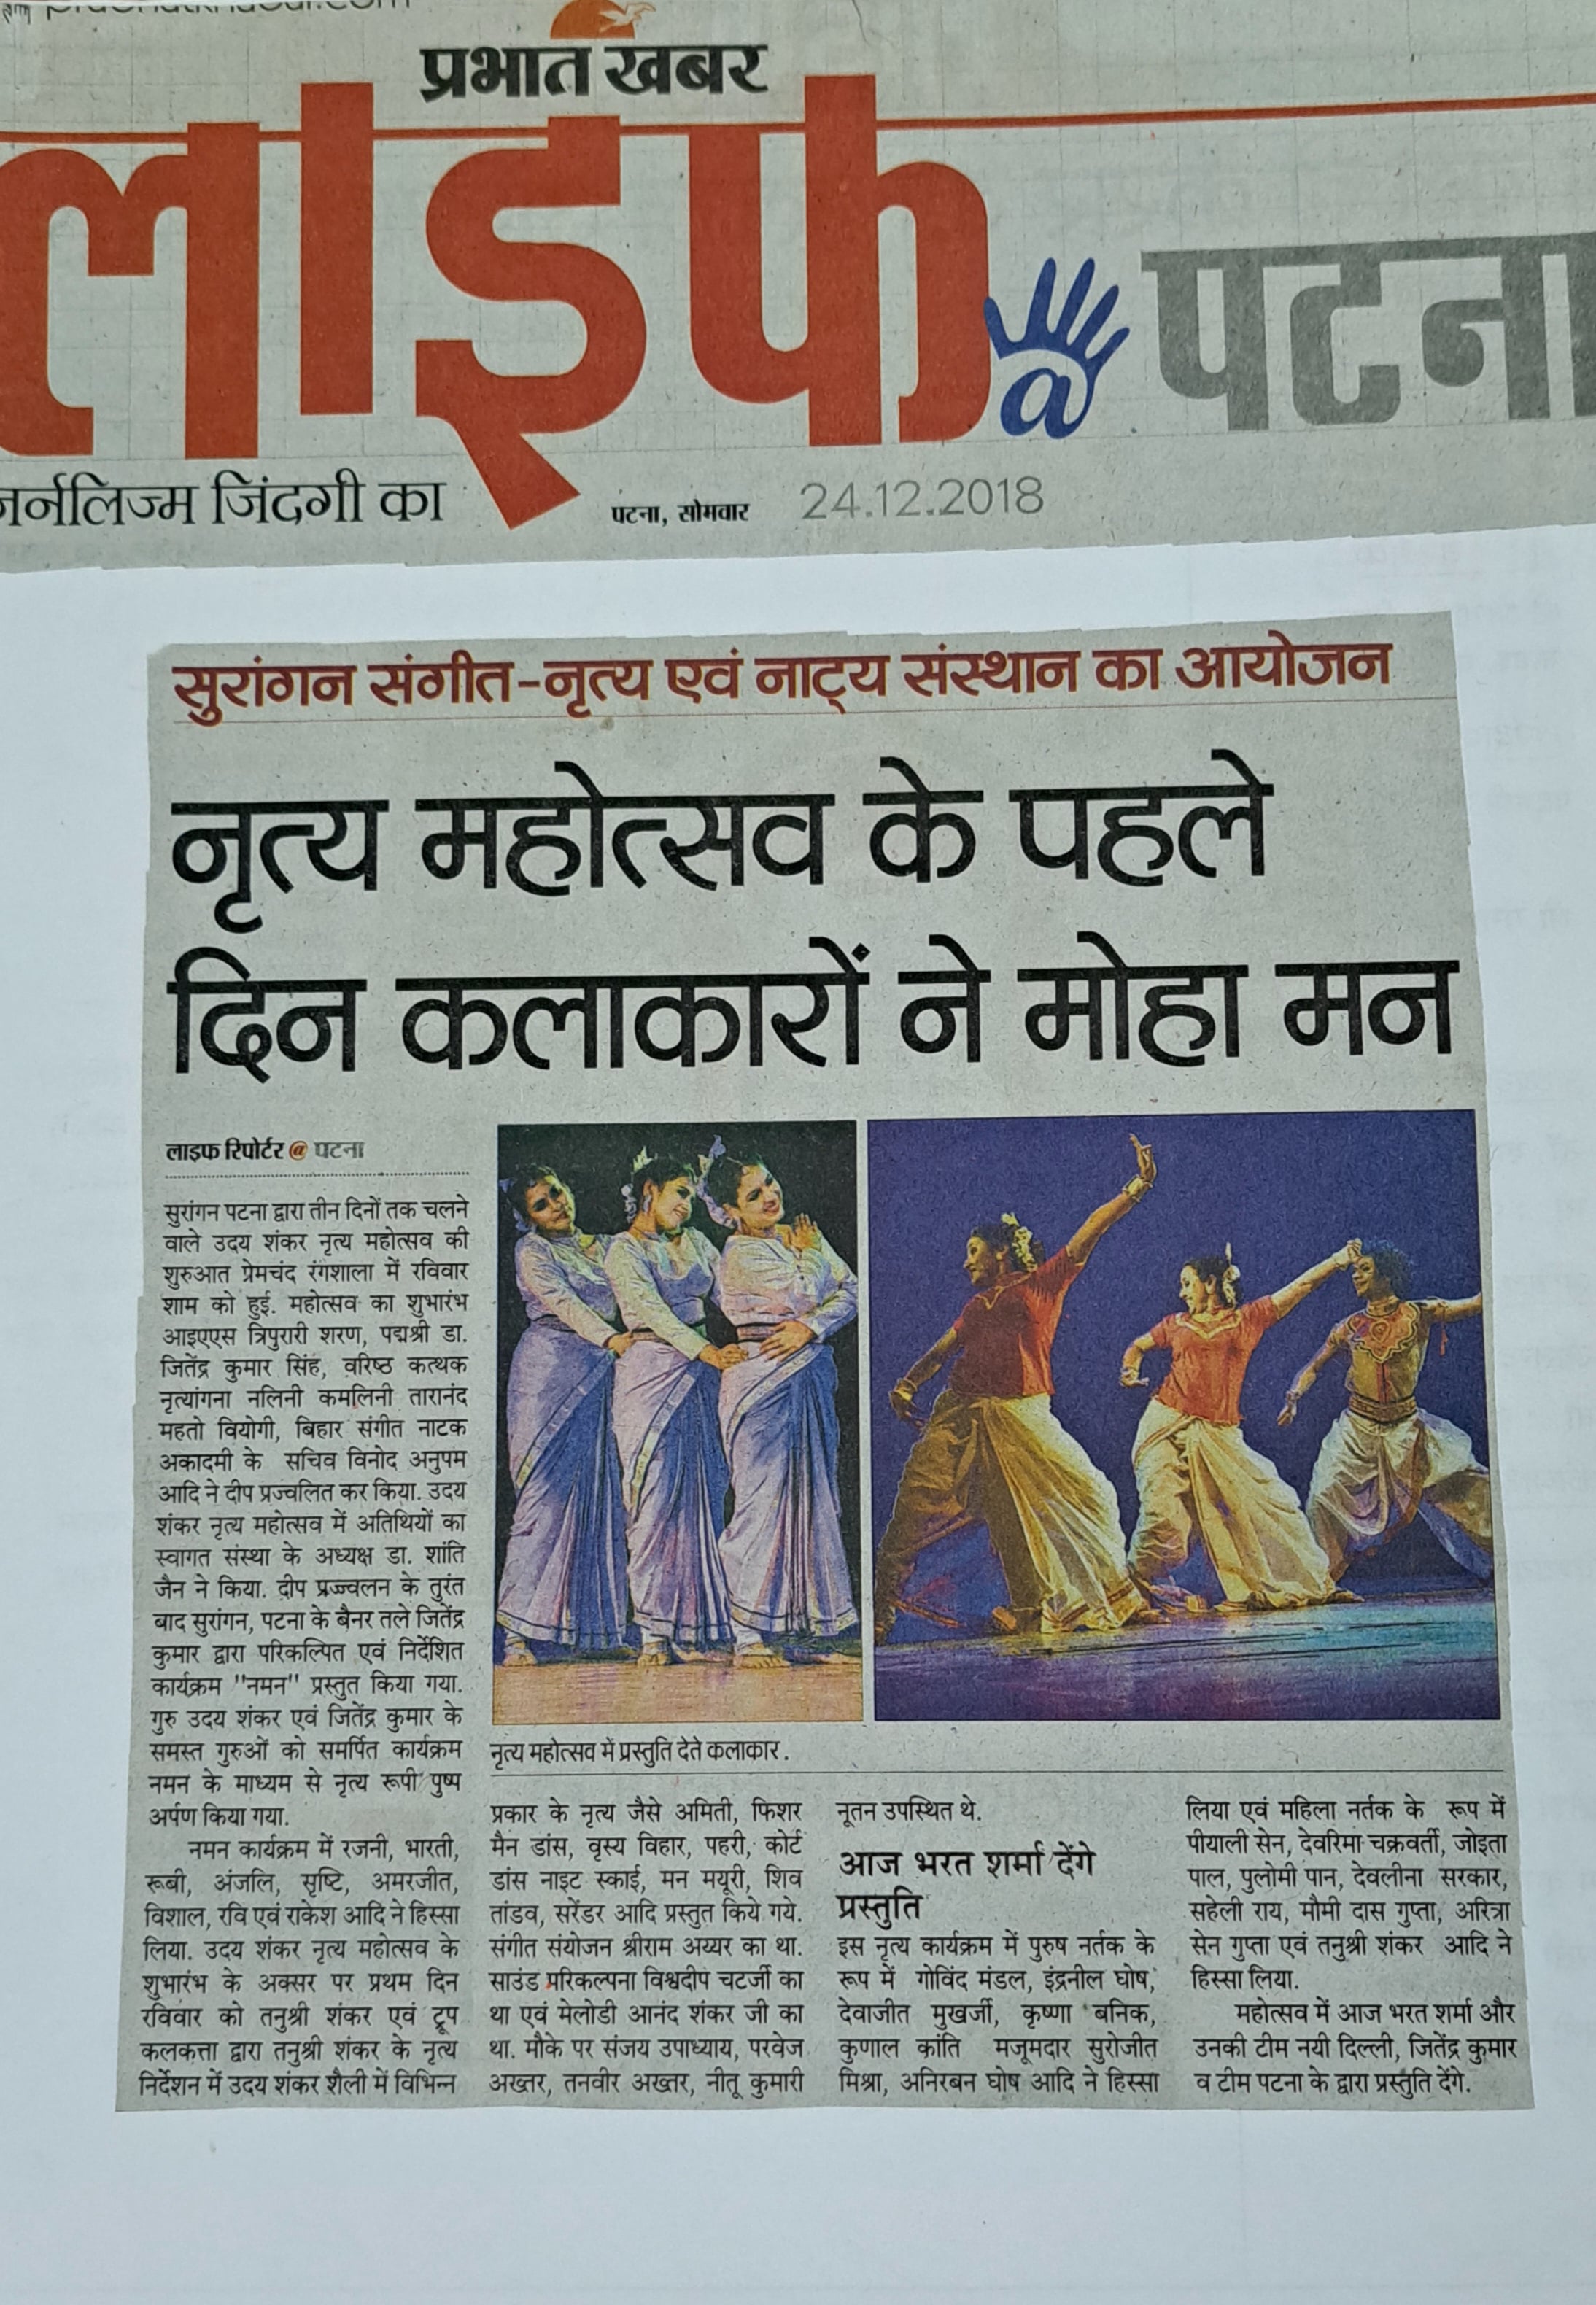 प्रभात खबर
लाइफ @ पटना
जर्नलिज्म जिंदगी का
पटना, सोमवार 24.12.2018
सुरांगन संगीत-नृत्य एवं नाट्य संस्थान का आयोजन
नृत्य महोत्सव के पहले
दिन कलाकारों ने मोहा मन
लाइफ रिपोर्टर @ पटना
सुरांगन पटना द्वारा तीन दिनों तक चलने
वाले उदय शंकर नृत्य महोत्सव की
शुरुआत प्रेमचंद रंगशाला में रविवार
शाम को हुई. महोत्सव का शुभारंभ
आइएएस त्रिपुरारी शरण, पद्मश्री डा.
जितेंद्र कुमार सिंह, वरिष्ठ कत्थक
नृत्यांगना नलिनी कमलिनी तारानंद
महतो वियोगी, बिहार संगीत नाटक
अकादमी के सचिव विनोद अनुपम
आदि ने दीप प्रज्वलित कर किया. उदय
शंकर नृत्य महोत्सव में अतिथियों का
स्वागत संस्था के अध्यक्ष डा. शांति
जैन ने किया. दीप प्रज्ज्वलन के तुरंत
बाद सुरांगन, पटना के बैनर तले जितेंद्र
कुमार द्वारा परिकल्पित एवं निर्देशित
कार्यक्रम "नमन" प्रस्तुत किया गया.
गुरु उदय शंकर एवं जितेंद्र कुमार के
समस्त गुरुओं को समर्पित कार्यक्रम
नमन के माध्यम से नृत्य रूपी पुष्प
अर्पण किया गया.
नमन कार्यक्रम में रजनी, भारती,
रूबी, अंजलि, सृष्टि, अमरजीत,
विशाल, रवि एवं राकेश आदि ने हिस्सा
लिया. उदय शंकर नृत्य महोत्सव के
शुभारंभ के अक्सर पर प्रथम दिन
रविवार को तनुश्री शंकर एवं ट्रूप
कलकत्ता द्वारा तनुश्री शंकर के नृत्य
निर्देशन में उदय शंकर शैली में विभिन्न
नृत्य महोत्सव में प्रस्तुति देते कलाकार.
प्रकार के नृत्य जैसे अमिती, फिशर
मैन डांस, वृस्य विहार, पहरी, कोर्ट
डांस नाइट स्काई, मन मयूरी, शिव
तांडव, सरेंडर आदि प्रस्तुत किये गये.
संगीत संयोजन श्रीराम अय्यर का था.
साउंड परिकल्पना विश्वदीप चटर्जी का
था एवं मेलोडी आनंद शंकर जी का
था. मौके पर संजय उपाध्याय, परवेज
अख्तर, तनवीर अख्तर, नीतू कुमारी
नूतन उपस्थित थे.
आज भरत शर्मा देंगे
प्रस्तुति
इस नृत्य कार्यक्रम में पुरुष नर्तक के
रूप में गोविंद मंडल, इंद्रनील घोष,
देवाजीत मुखर्जी, कृष्णा बनिक,
कुणाल कांति मजूमदार सुरोजीत
मिश्रा, अनिरबन घोष आदि ने हिस्सा
लिया एवं महिला नर्तक के रूप में
पीयाली सेन, देवरिमा चक्रवर्ती, जोइता
पाल, पुलोमी पान, देवलीना सरकार,
सहेली राय, मौमी दास गुप्ता, अरित्रा
सेन गुप्ता एवं तनुश्री शंकर आदि ने
हिस्सा लिया.
महोत्सव में आज भरत शर्मा और
उनकी टीम नयी दिल्ली, जितेंद्र कुमार
व टीम पटना के द्वारा प्रस्तुति देंगे.